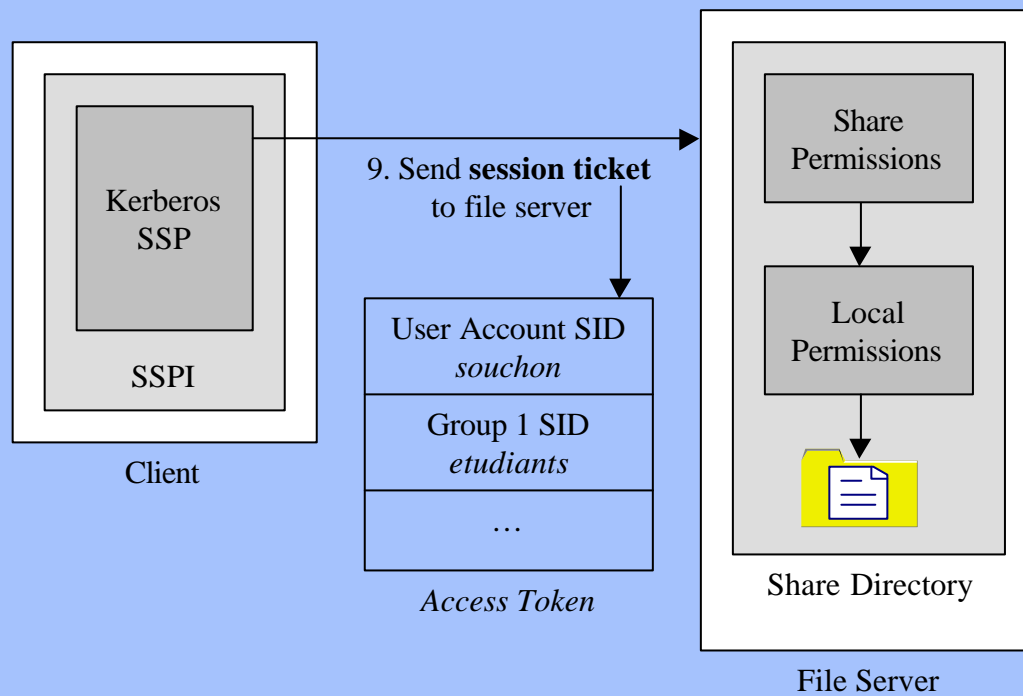 Kerberos
SSP
SSPI
Client
9. Send session ticket
to file server
User Account SID
souchon
Group 1 SID
etudiants
…
Access Token
Share
Permissions
Local
Permissions
Share Directory
File Server